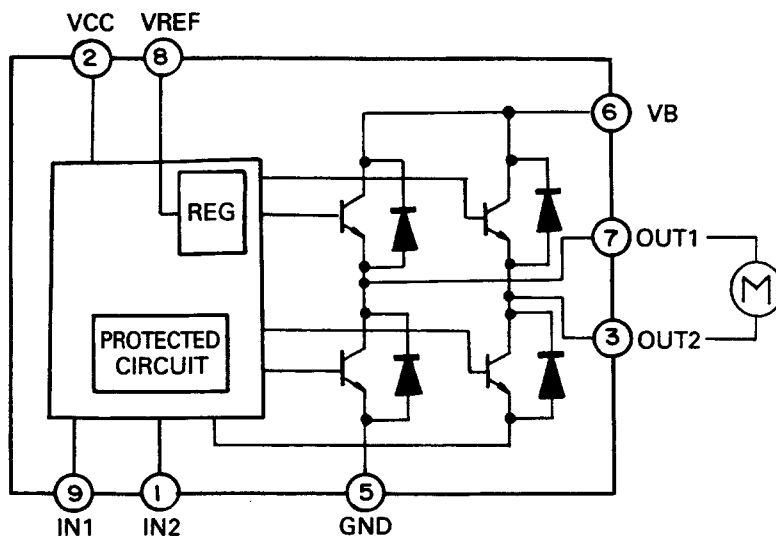 VCC VREF
2 8
6 VB
REG
7 OUT1
M
PROTECTED
CIRCUIT
3 OUT2
9 1 5
IN1 IN2 GND